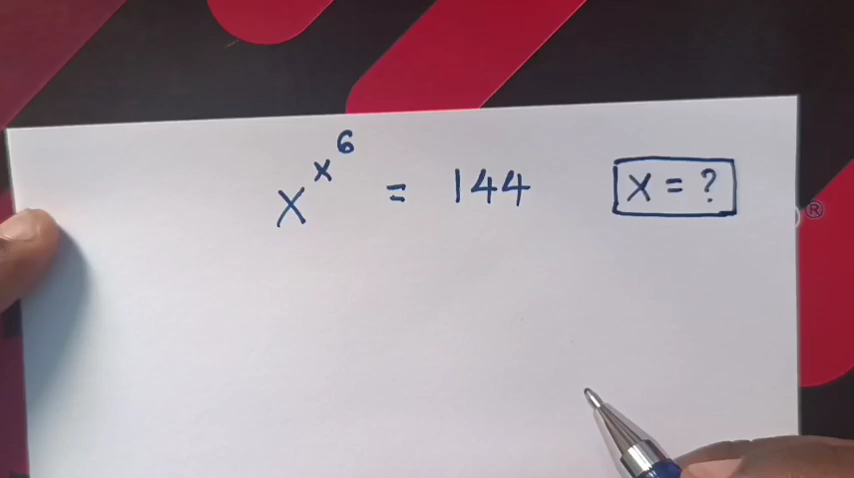 x^{x^6} = 144 x = ?
®